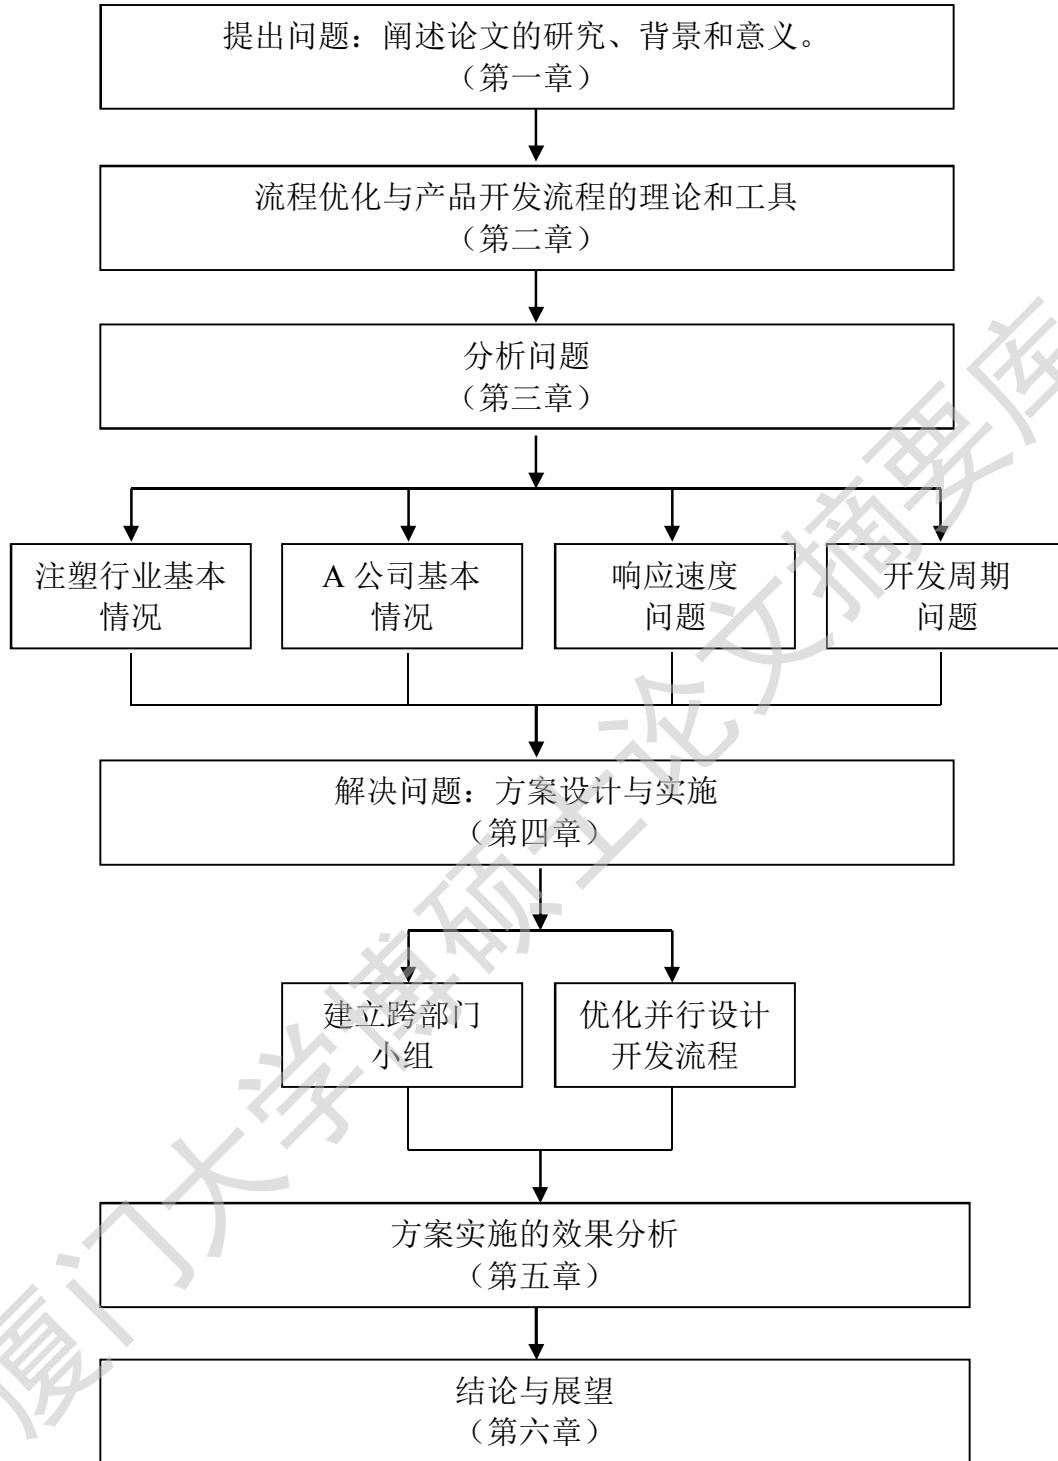 提出问题：阐述论文的研究、背景和意义。
（第一章）
流程优化与产品开发流程的理论和工具
（第二章）
分析问题
（第三章）
注塑行业基本
情况
A 公司基本
情况
响应速度
问题
开发周期
问题
解决问题：方案设计与实施
（第四章）
建立跨部门
小组
优化并行设计
开发流程
方案实施的效果分析
（第五章）
结论与展望
（第六章）
厦门大学博硕士论文摘要库